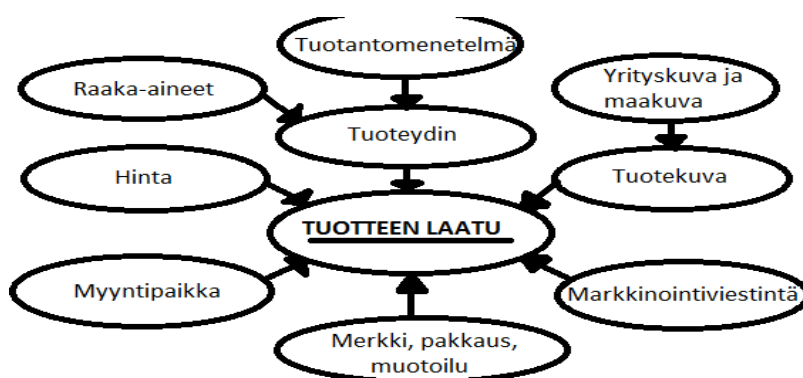 Tuotantomenetelmä
Raaka-aineet
Yrityskuva ja
maakuva
Tuoteydin
Hinta
Tuotekuva
TUOTTEEN LAATU
Myyntipaikka
Markkinointiviestintä
Merkki, pakkaus,
muotoilu